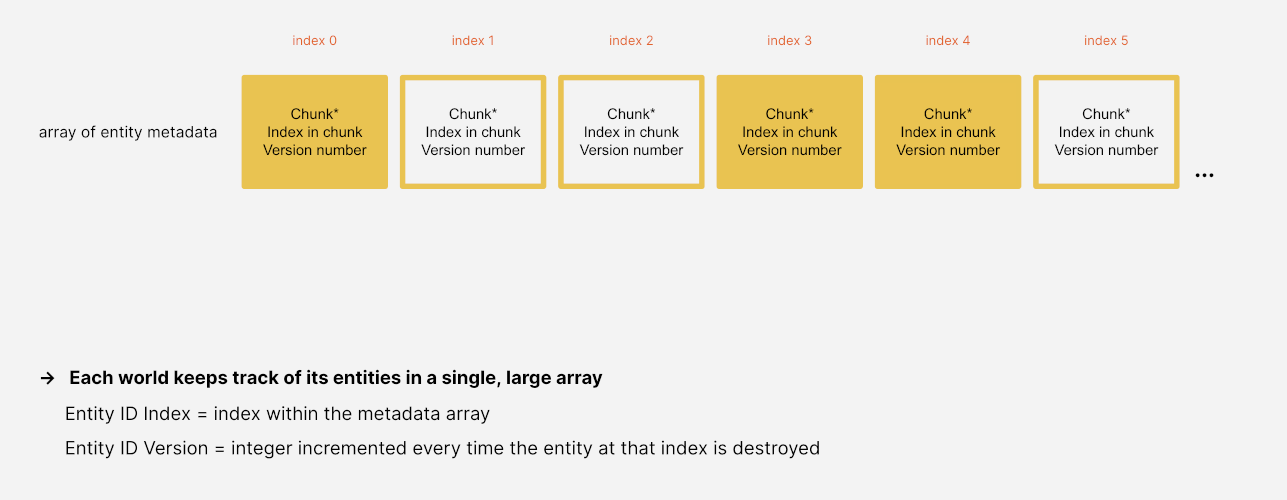 index 0
index 1
index 2
index 3
index 4
index 5
array of entity metadata
Chunk*
Index in chunk
Version number
Chunk*
Index in chunk
Version number
Chunk*
Index in chunk
Version number
Chunk*
Index in chunk
Version number
Chunk*
Index in chunk
Version number
Chunk*
Index in chunk
Version number
...
→ Each world keeps track of its entities in a single, large array
Entity ID Index = index within the metadata array
Entity ID Version = integer incremented every time the entity at that index is destroyed